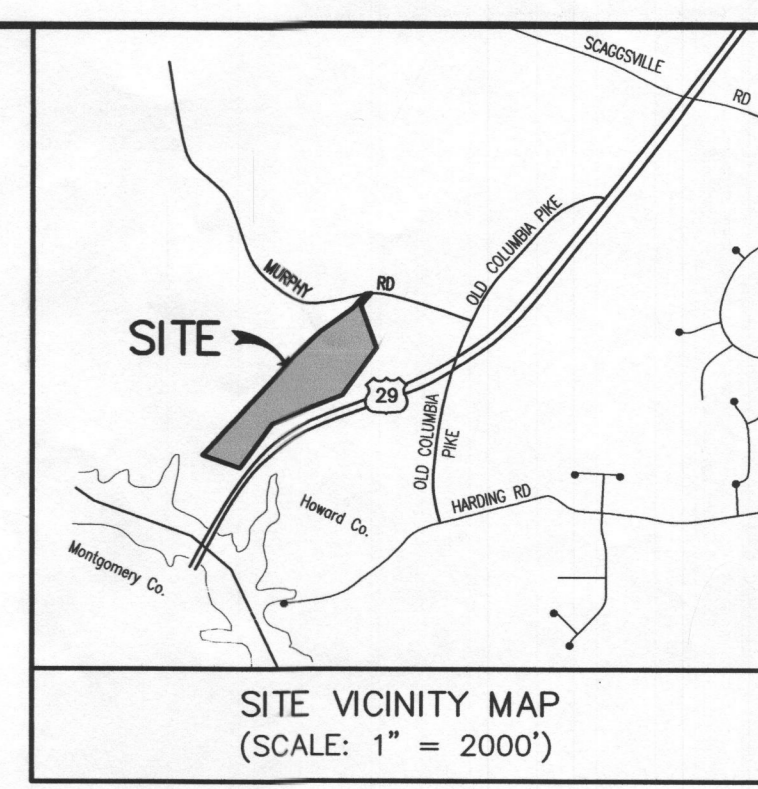 SCAGGSVILLE
RD
OLD COLUMBIA PIKE
MURPHY
RD
SITE
29
OLD COLUMBIA
PIKE
HARDING RD
Howard Co.
Montgomery Co.
SITE VICINITY MAP
(SCALE: 1" = 2000')